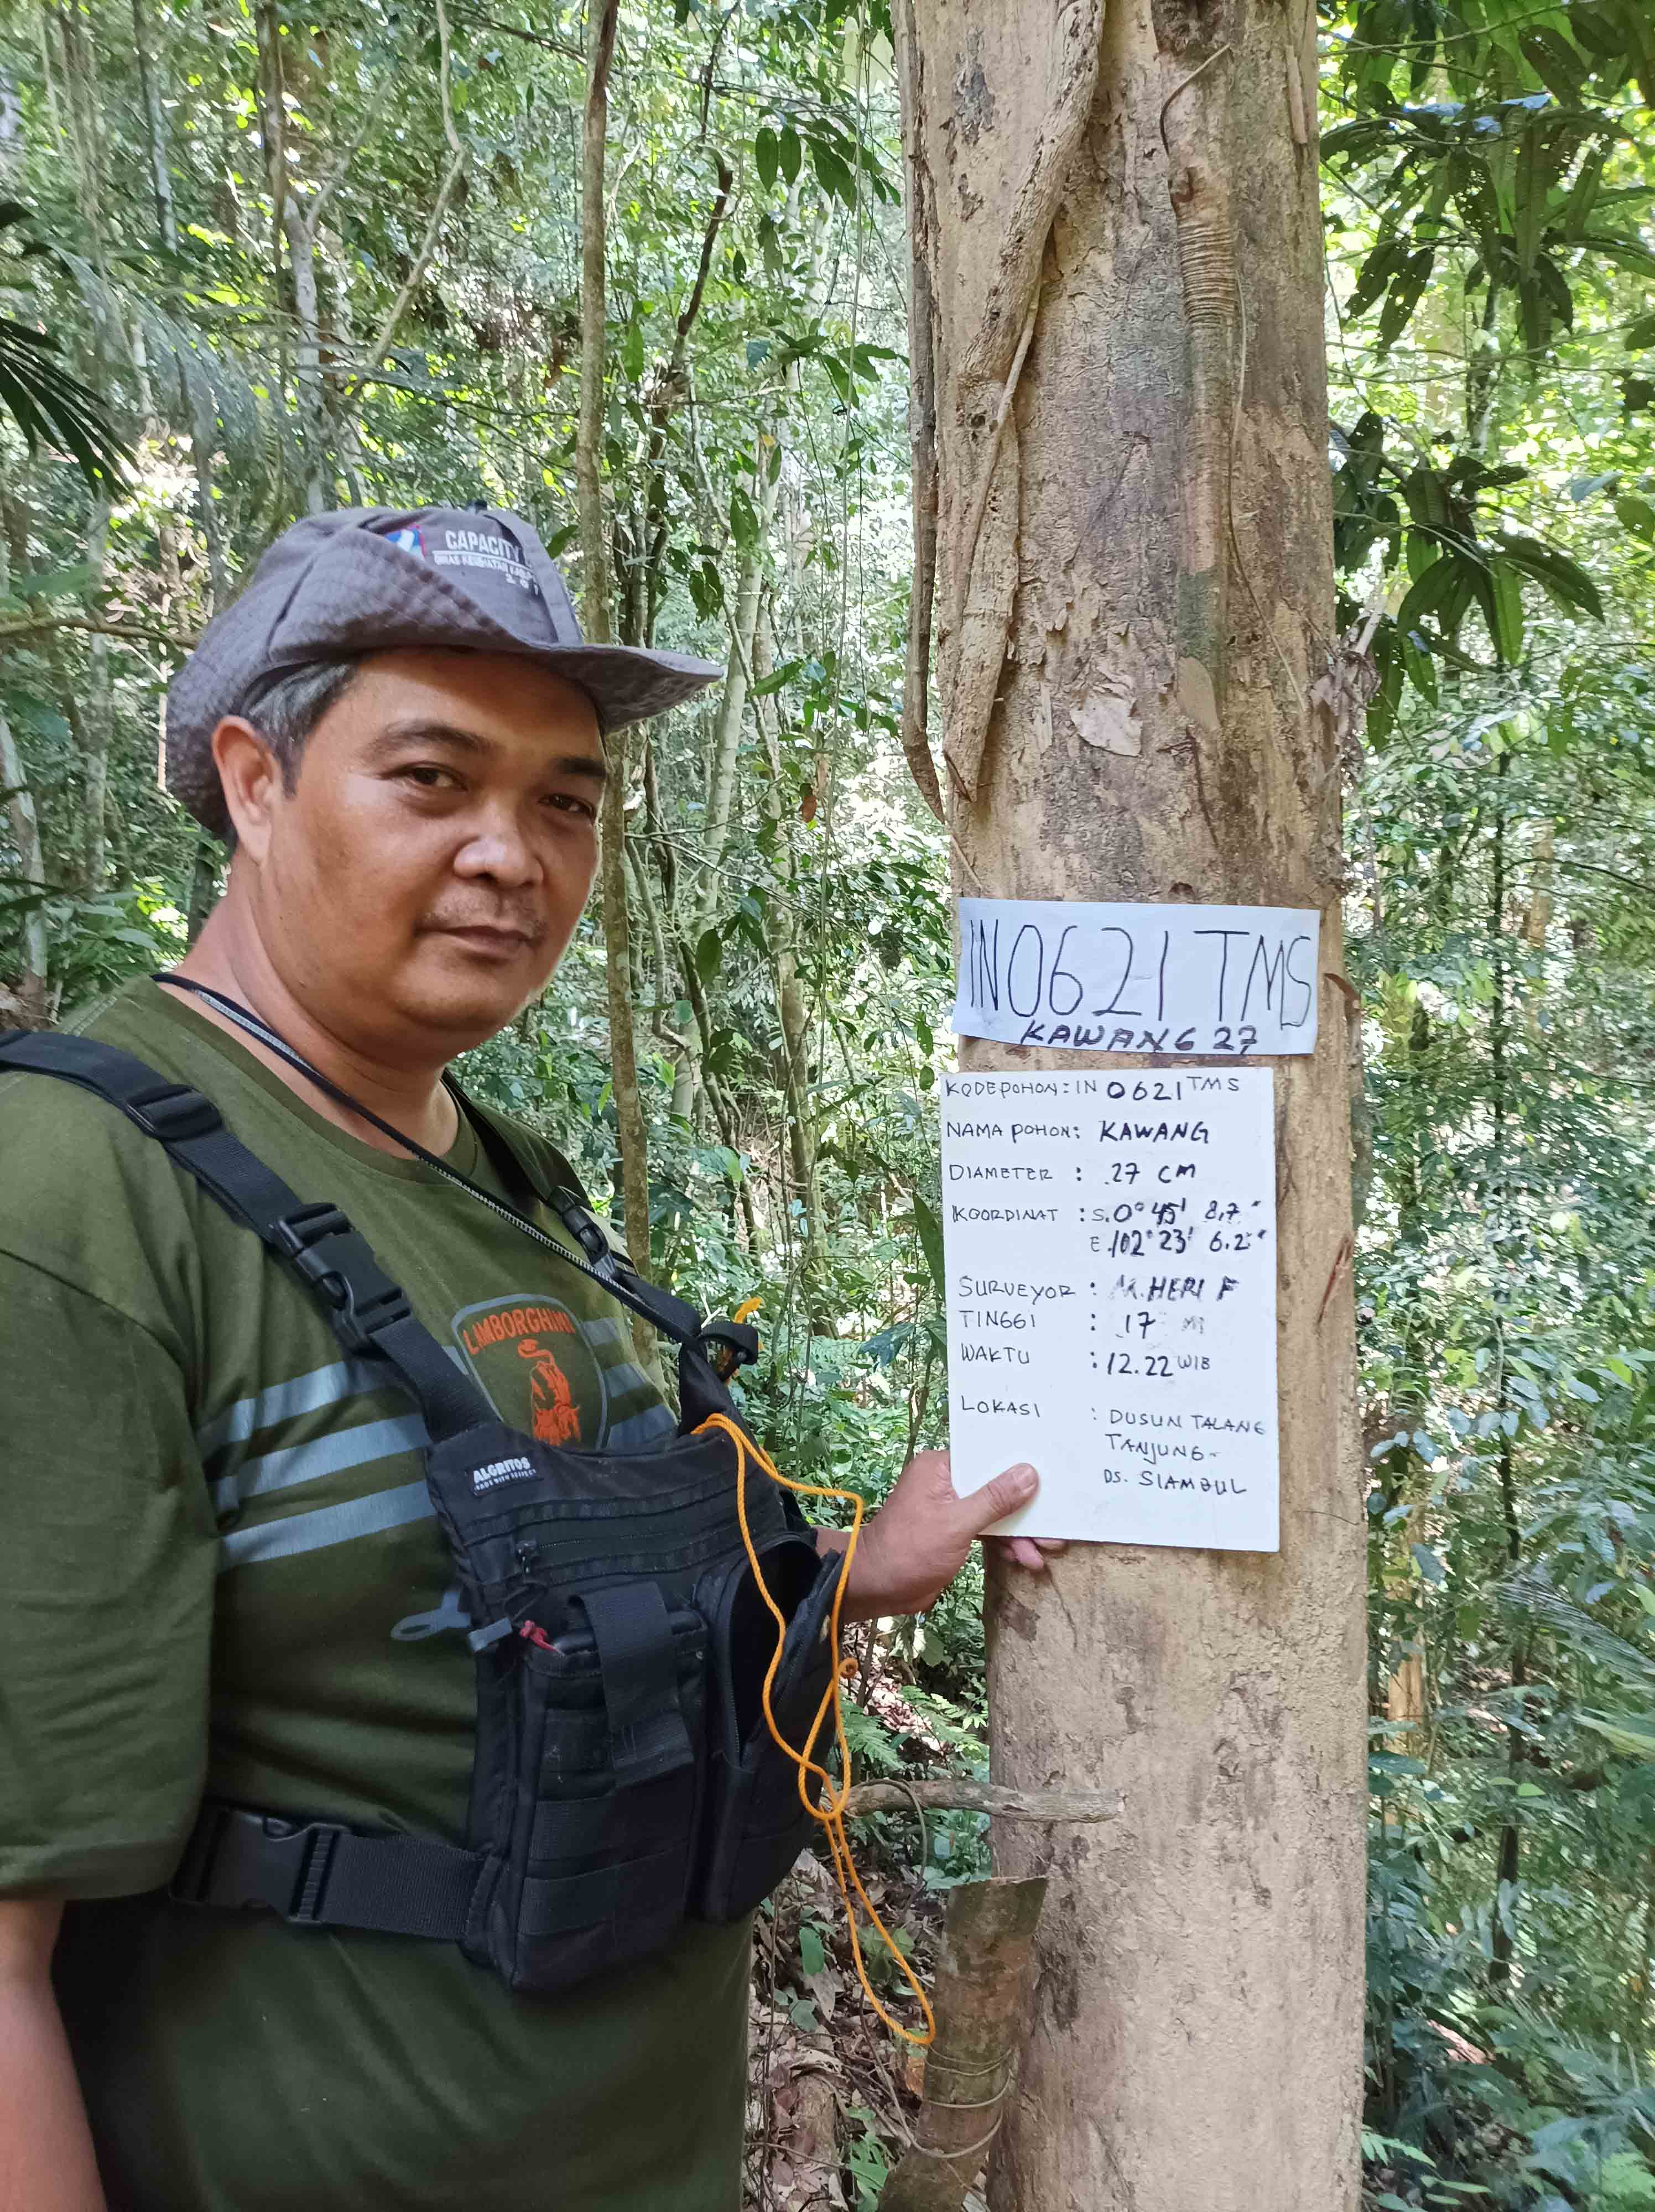 CAPACITY
LAMBORGHINI
ALGRITOS
IN0621 TMS
KAWANG 27
KODEPOHON: IN 0621 TMS
NAMA POHON: KAWANG
DIAMETER : 27 CM
KOORDINAT : S. 0° 45' 8,7"
E. 102° 23' 6.2"
SURVEYOR : M. HERI F
TINGGI : 17 M
WAKTU : 12.22 WIB
LOKASI : DUSUN TALANG
TANJUNG-
DS. SIAMBUL